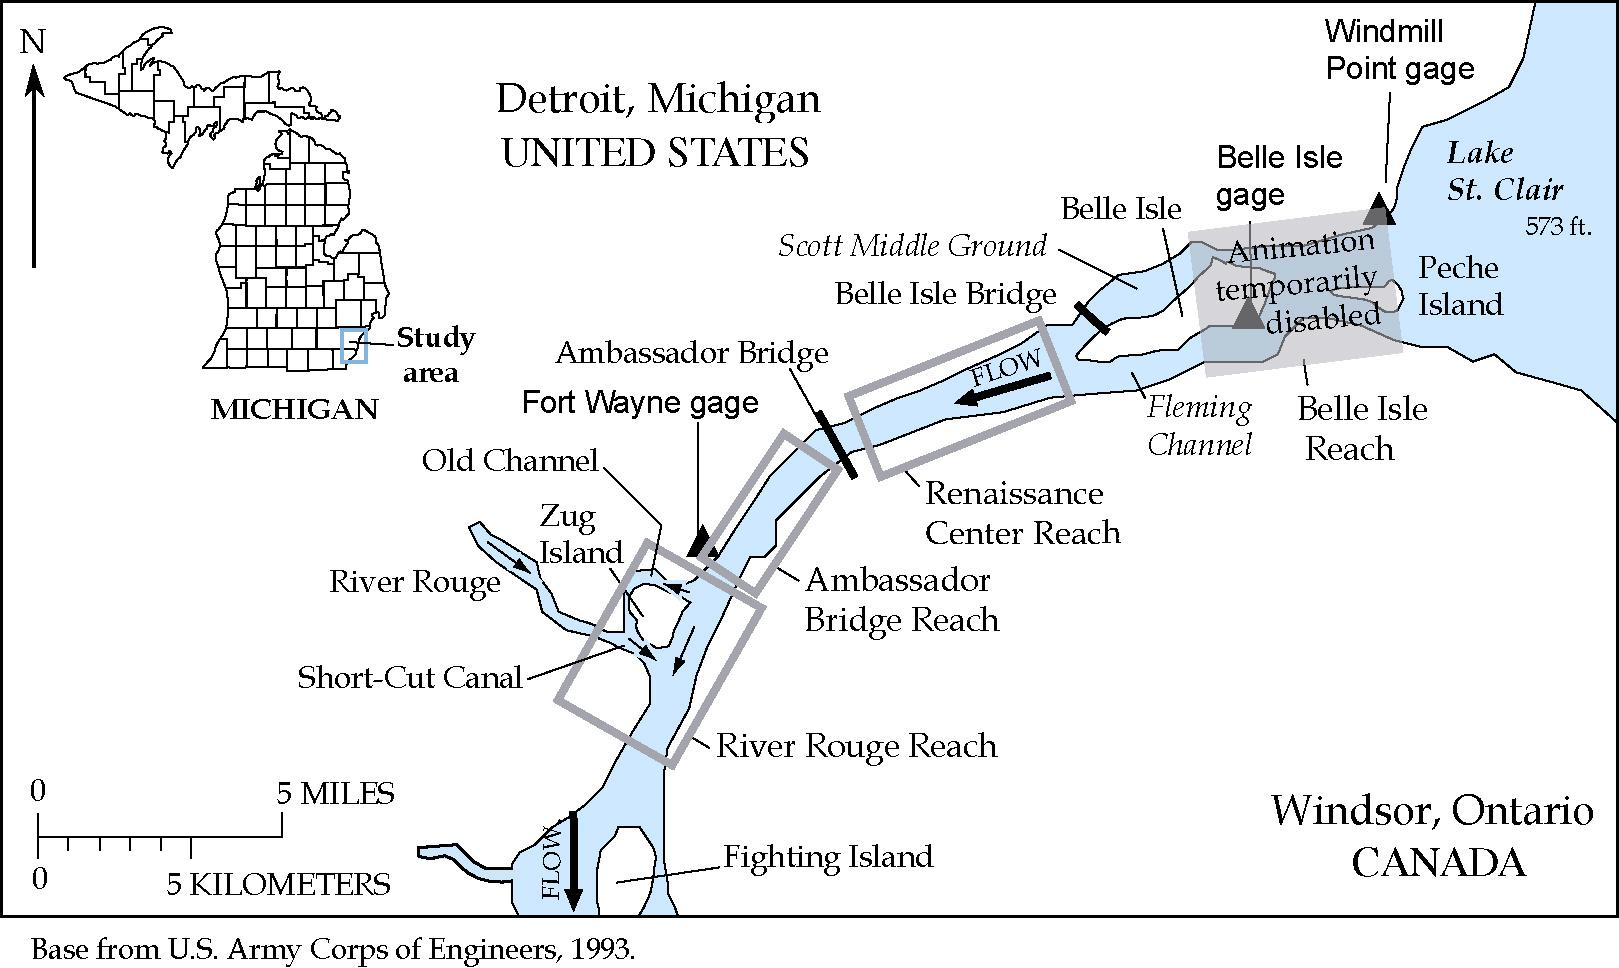 N
Detroit, Michigan
UNITED STATES
Windmill
Point gage
Lake
St. Clair
573 ft.
Belle Isle
gage
Belle Isle
Scott Middle Ground
Animation
temporarily
disabled
Peche
Island
Belle Isle Bridge
Study
area
MICHIGAN
Ambassador Bridge
FLOW
Fort Wayne gage
Fleming
Channel
Belle Isle
Reach
Old Channel
Renaissance
Center Reach
Zug
Island
River Rouge
Ambassador
Bridge Reach
Short-Cut Canal
River Rouge Reach
0
5 MILES
0
5 KILOMETERS
FLOW
Fighting Island
Windsor, Ontario
CANADA
Base from U.S. Army Corps of Engineers, 1993.